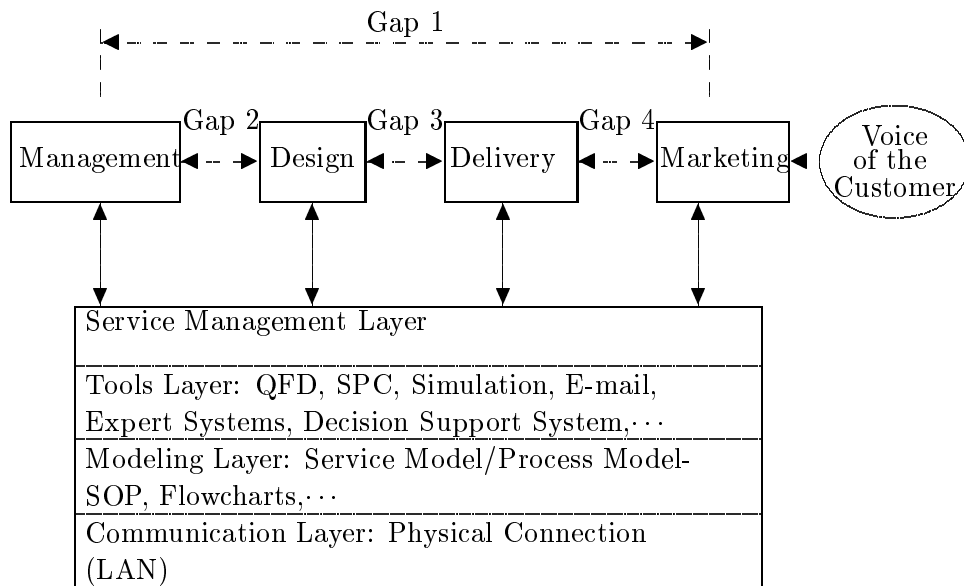 Gap 1
Gap 2
Gap 3
Gap 4
Management
Design
Delivery
Marketing
Voice
of the
Customer
Service Management Layer
Tools Layer: QFD, SPC, Simulation, E-mail,
Expert Systems, Decision Support System,···
Modeling Layer: Service Model/Process Model-
SOP, Flowcharts,···
Communication Layer: Physical Connection
(LAN)